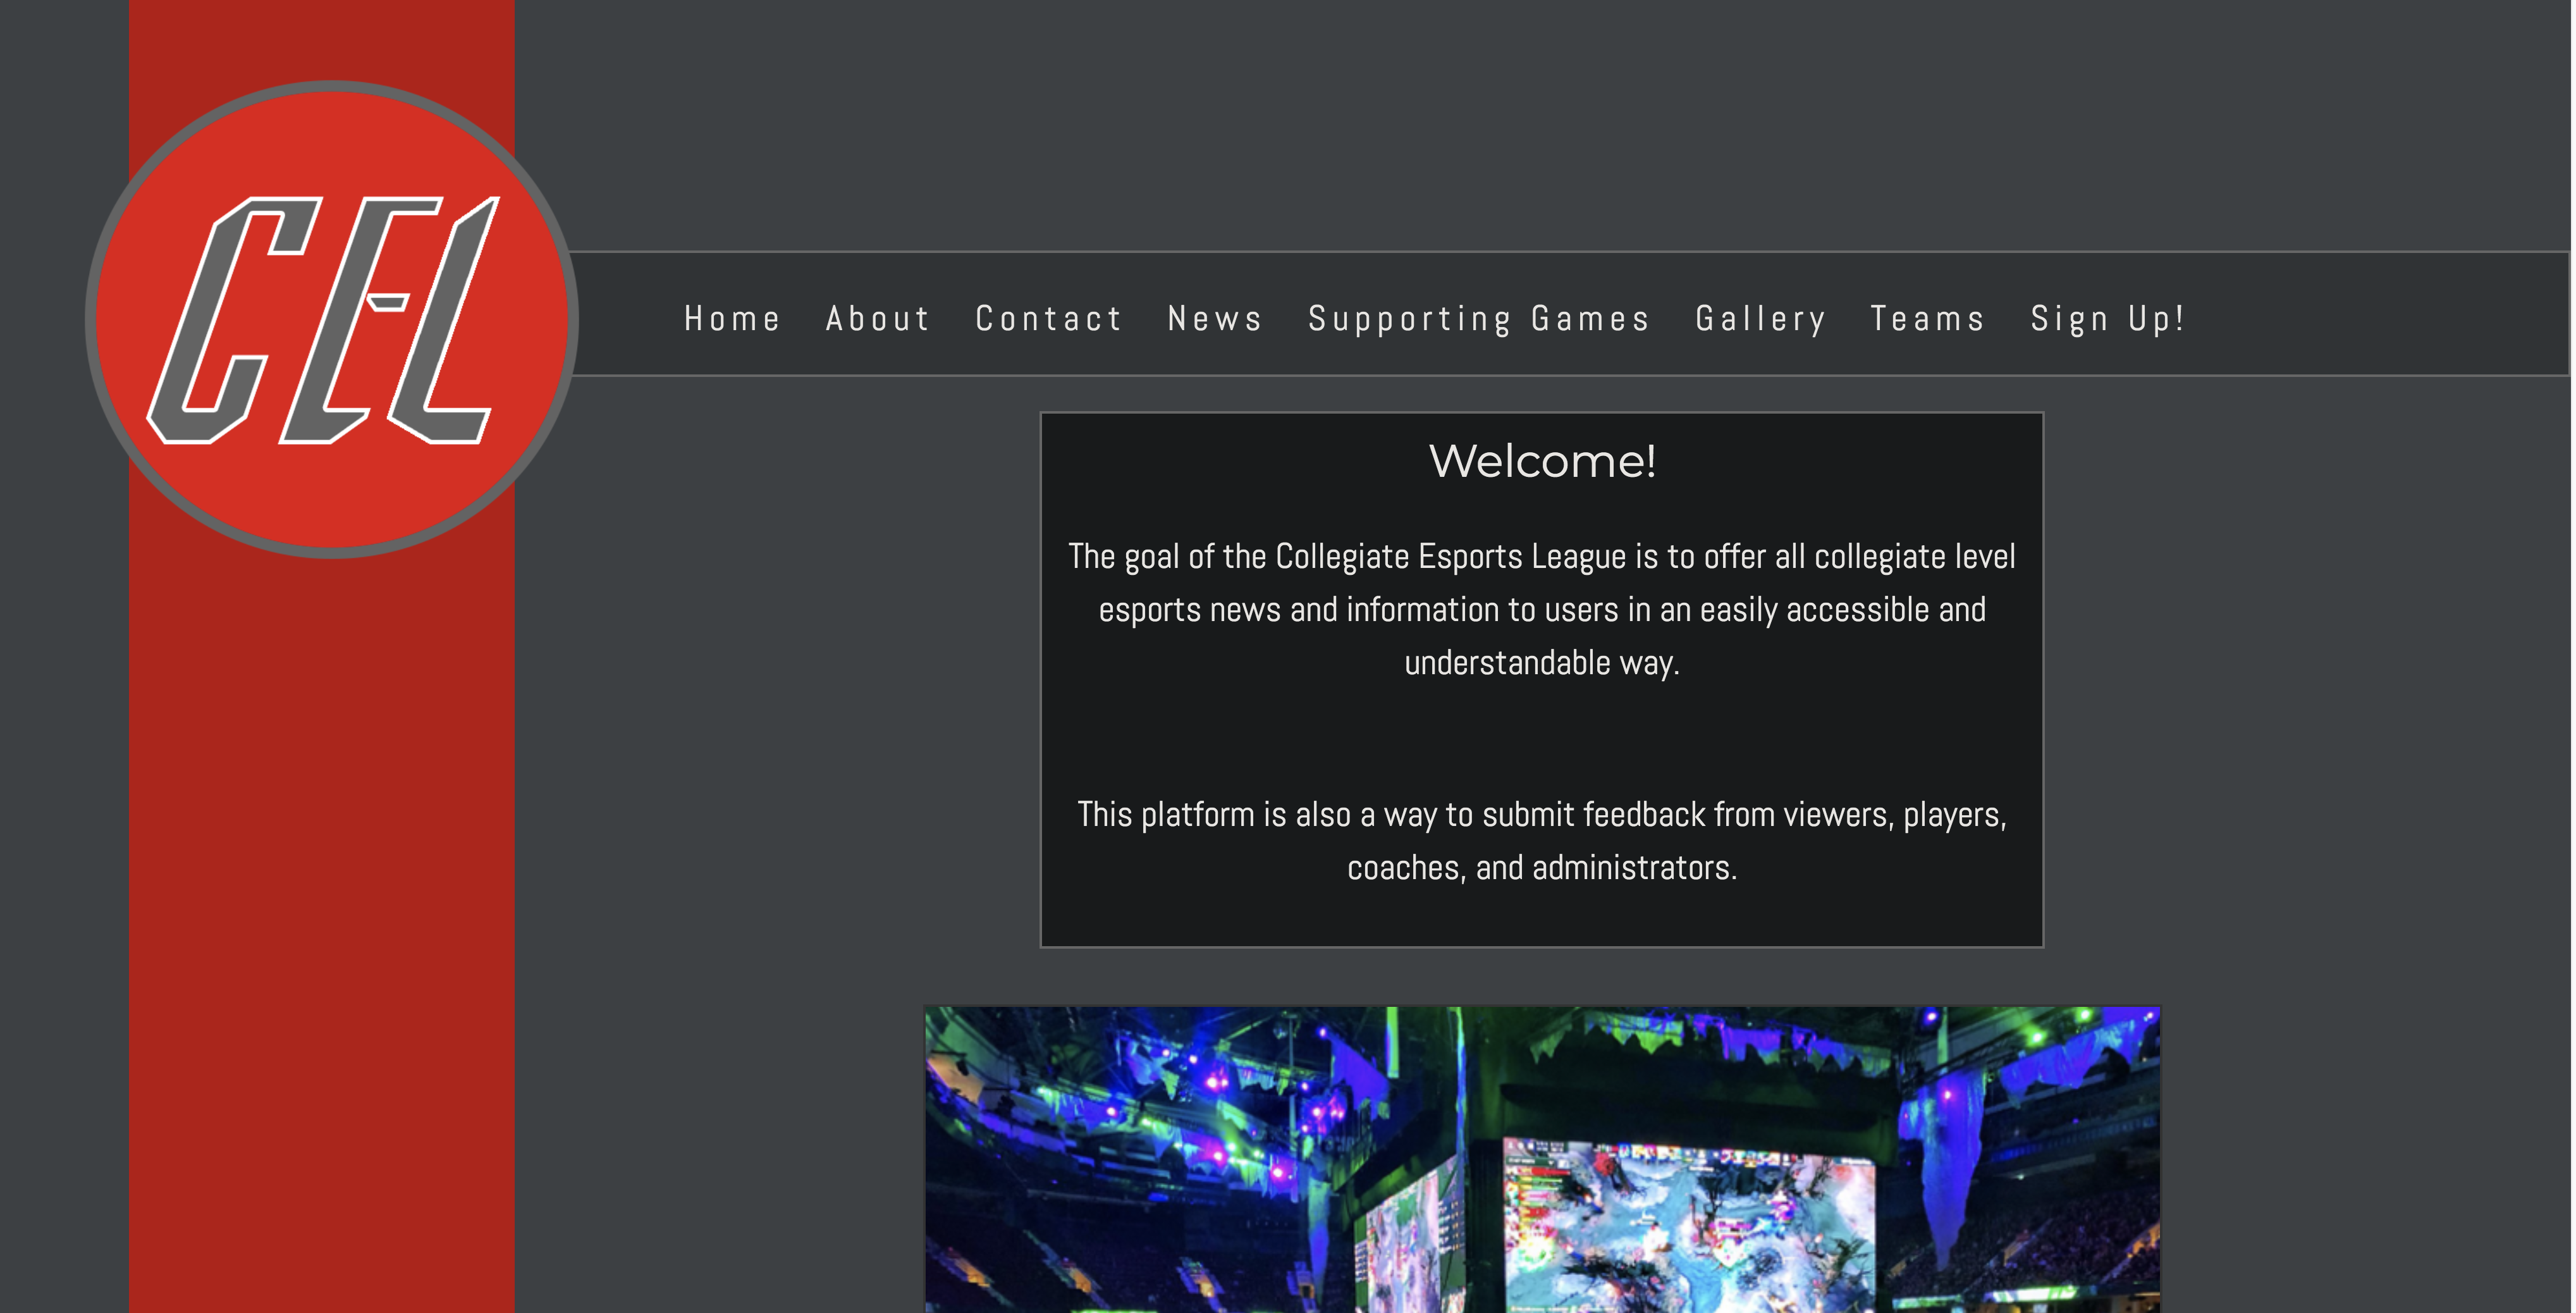 CEL
Home About Contact News Supporting Games Gallery Teams Sign Up!
Welcome!
The goal of the Collegiate Esports League is to offer all collegiate level
esports news and information to users in an easily accessible and
understandable way.
This platform is also a way to submit feedback from viewers, players,
coaches, and administrators.